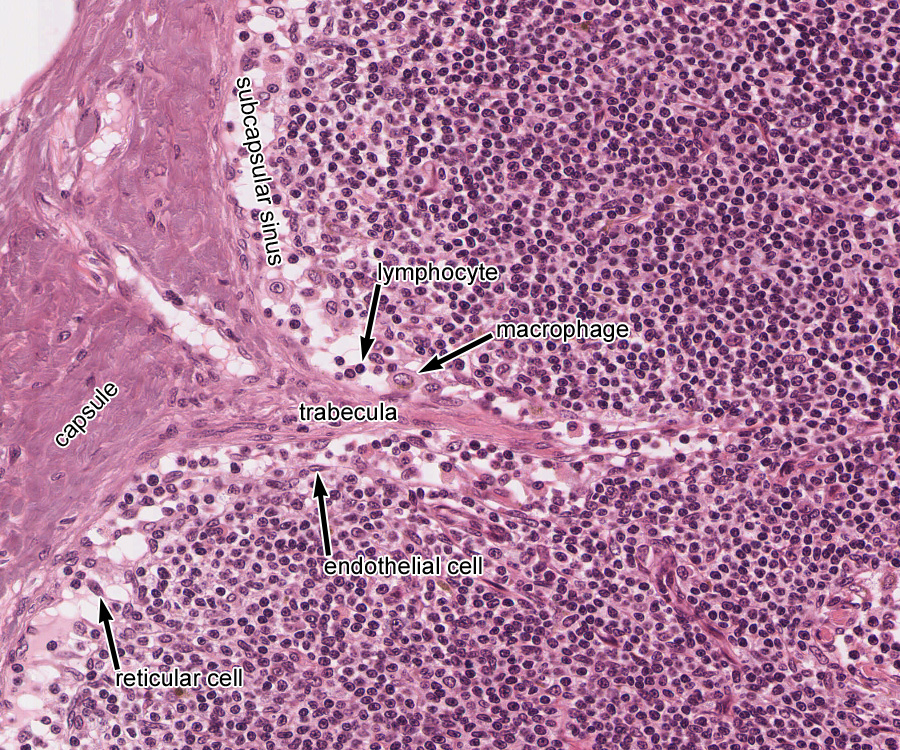 subcapsular sinus
lymphocyte
macrophage
capsule
trabecula
endothelial cell
reticular cell